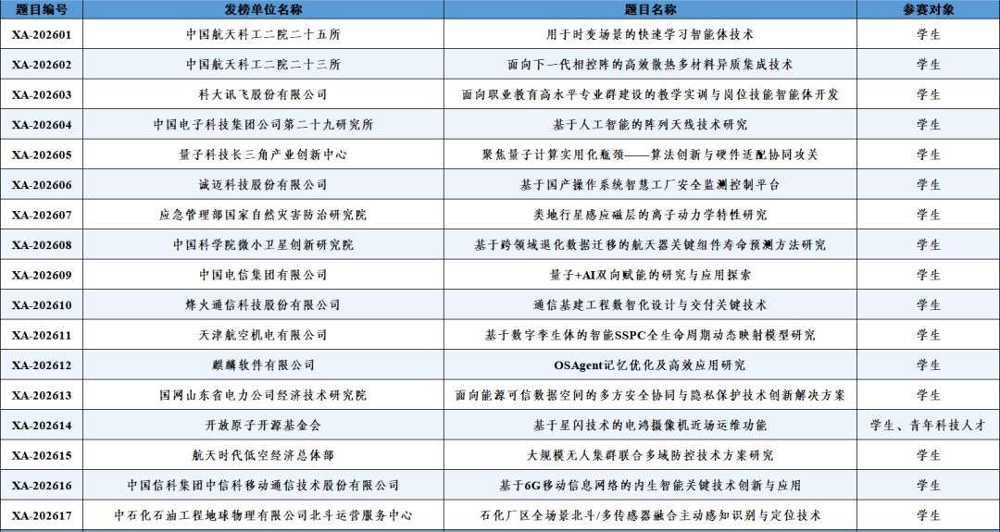 题目编号 发榜单位名称 题目名称 参赛对象
XA-202601 中国航天科工二院二十五所 用于时变场景的快速学习智能体技术 学生
XA-202602 中国航天科工二院二十三所 面向下一代相控阵的高效散热多材料异质集成技术 学生
XA-202603 科大讯飞股份有限公司 面向职业教育高水平专业群建设的教学实训与岗位技能智能体开发 学生
XA-202604 中国电子科技集团公司第二十九研究所 基于人工智能的阵列天线技术研究 学生
XA-202605 量子科技长三角产业创新中心 聚焦量子计算实用化瓶颈——算法创新与硬件适配协同攻关 学生
XA-202606 诚迈科技股份有限公司 基于国产操作系统智慧工厂安全监测控制平台 学生
XA-202607 应急管理部国家自然灾害防治研究院 类地行星感应磁层的离子动力学特性研究 学生
XA-202608 中国科学院微小卫星创新研究院 基于跨领域退化数据迁移的航天器关键组件寿命预测方法研究 学生
XA-202609 中国电信集团有限公司 量子+AI双向赋能的研究与应用探索 学生
XA-202610 烽火通信科技股份有限公司 通信基建工程数智化设计与交付关键技术 学生
XA-202611 天津航空机电有限公司 基于数字孪生体的智能SSPC全生命周期动态映射模型研究 学生
XA-202612 麒麟软件有限公司 OSAgent记忆优化及高效应用研究 学生
XA-202613 国网山东省电力公司经济技术研究院 面向能源可信数据空间的多方安全协同与隐私保护技术创新解决方案 学生
XA-202614 开放原子开源基金会 基于星闪技术的电鸿摄像机近场运维功能 学生、青年科技人才
XA-202615 航天时代低空经济总体部 大规模无人集群联合多域防控技术方案研究 学生
XA-202616 中国信科集团中信科移动通信技术股份有限公司 基于6G移动信息网络的内生智能关键技术创新与应用 学生
XA-202617 中石化石油工程地球物理有限公司北斗运营服务中心 石化厂区全场景北斗/多传感器融合主动感知识别与定位技术 学生